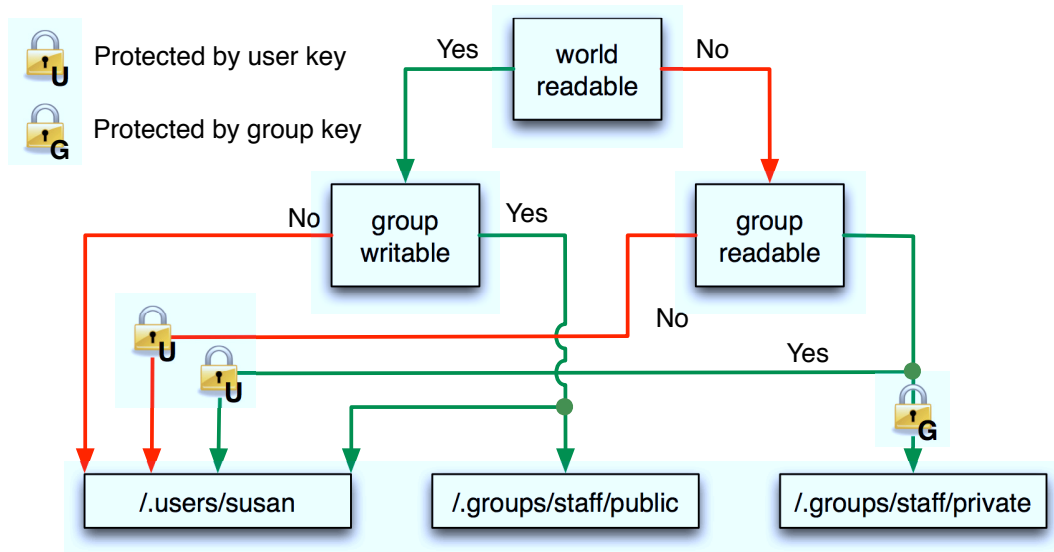 Protected by user key
U
Protected by group key
G
world
readable
Yes
No
group
writable
No
Yes
group
readable
No
Yes
U
U
G
/.users/susan
/.groups/staff/public
/.groups/staff/private